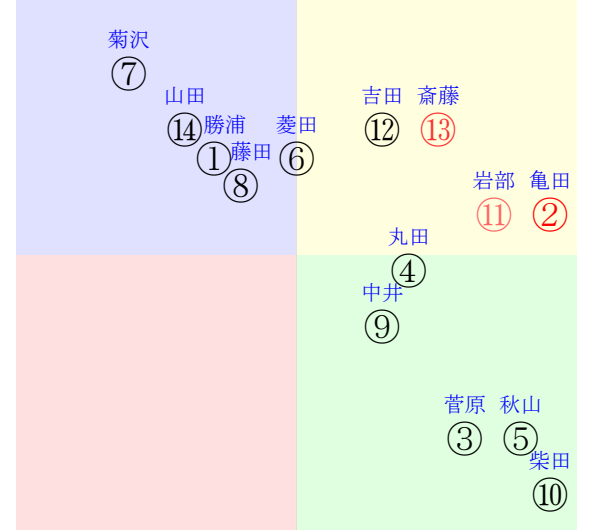 菊沢
⑦
山田
⑭
勝浦
①
藤田
⑧
菱田
⑥
吉田
⑫
斎藤
⑬
岩部
⑪
亀田
②
丸田
④
中井
⑨
菅原
③
秋山
⑤
柴田
⑩